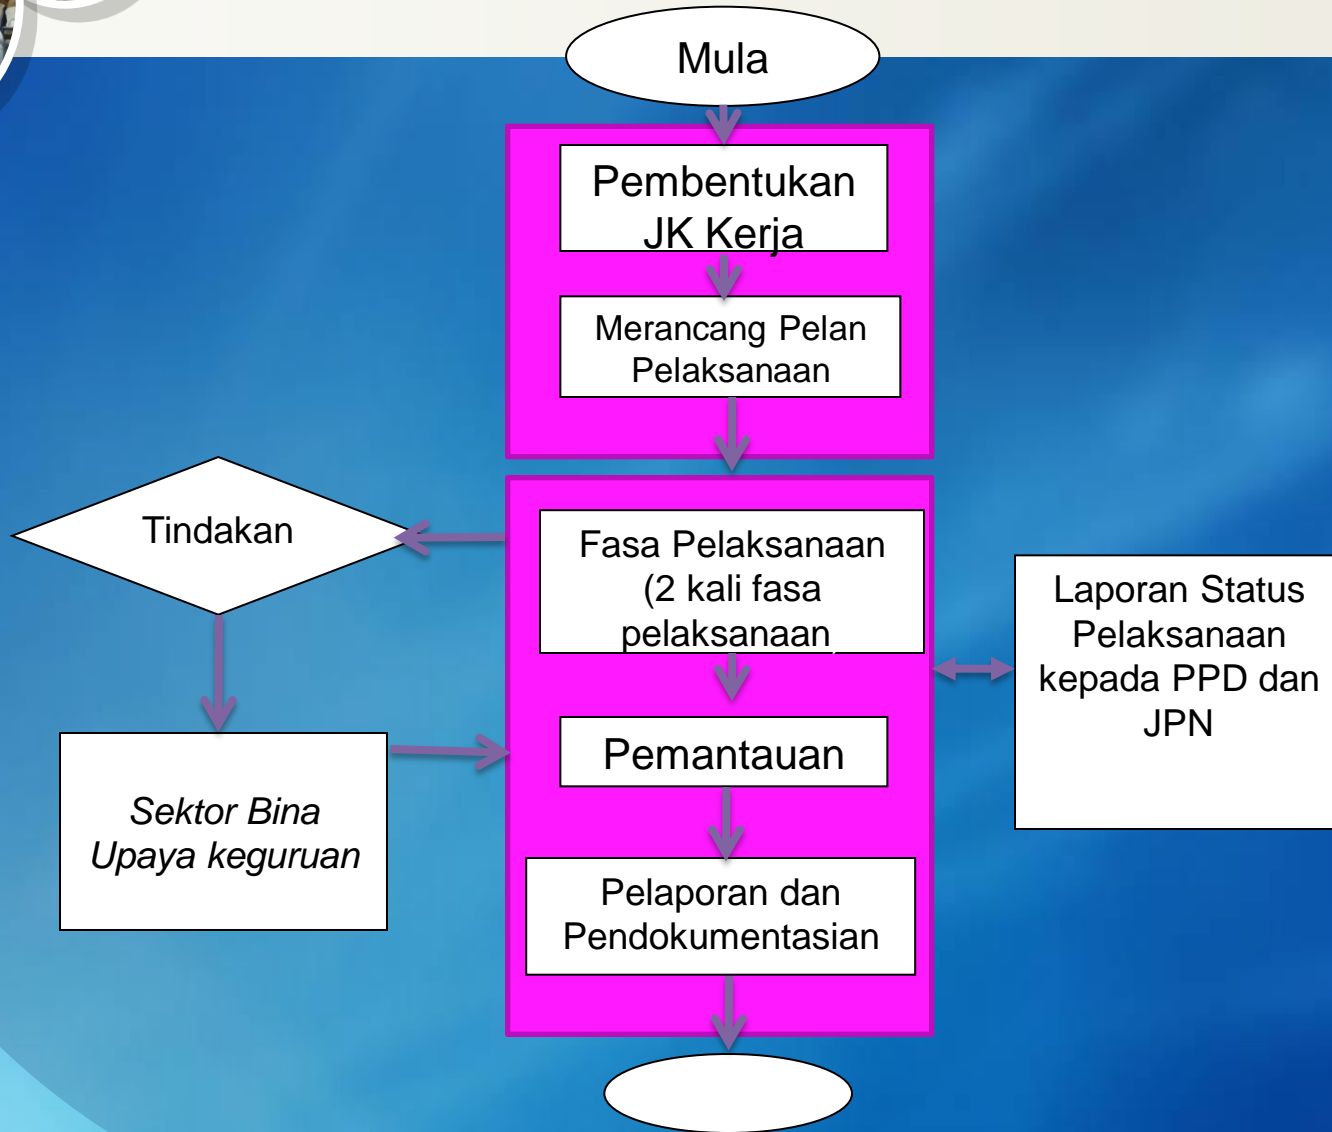 Mula
Pembentukan
JK Kerja
Merancang Pelan
Pelaksanaan
Tindakan
Fasa Pelaksanaan
(2 kali fasa
pelaksanaan
Laporan Status
Pelaksanaan
kepada PPD dan
JPN
Pemantauan
Sektor Bina
Upaya keguruan
Pelaporan dan
Pendokumentasian